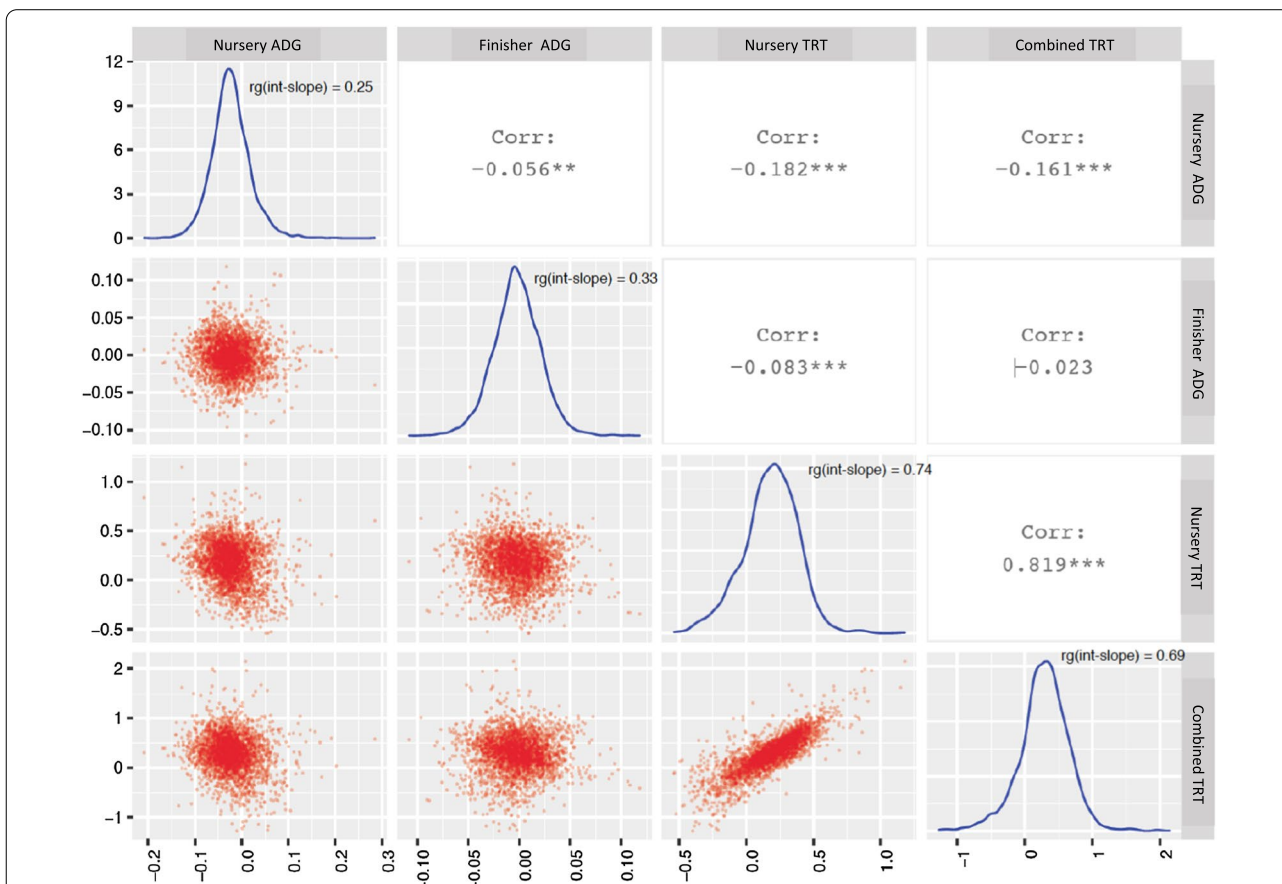 Nursery ADG
Finisher ADG
Nursery TRT
Combined TRT
12
9
6
3
0
rg(int-slope) = 0.25
Corr:
-0.056**
Corr:
-0.182***
Corr:
-0.161***
Nursery ADG
0.10
0.05
0.00
-0.05
-0.10
rg(int-slope) = 0.33
Corr:
-0.083***
Corr:
-0.023
Finisher ADG
1.0
0.5
0.0
-0.5
rg(int-slope) = 0.74
Corr:
0.819***
Nursery TRT
2
1
0
-1
rg(int-slope) = 0.69
Combined TRT
-0.2
-0.1
0.0
0.1
0.2
0.3
-0.10
-0.05
0.00
0.05
0.10
-0.5
0.0
0.5
1.0
-1
0
1
2